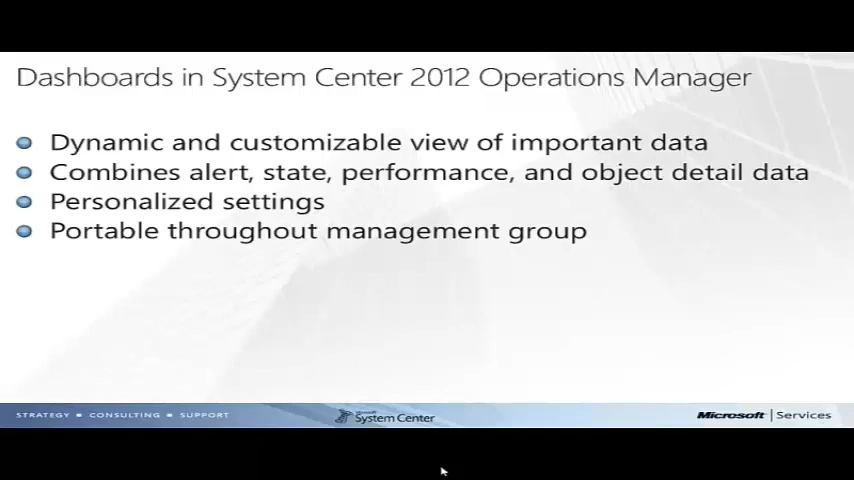 Dashboards in System Center 2012 Operations Manager
Dynamic and customizable view of important data
Combines alert, state, performance, and object detail data
Personalized settings
Portable throughout management group
STRATEGY ▪ CONSULTING ▪ SUPPORT
Microsoft
System Center
Microsoft | Services